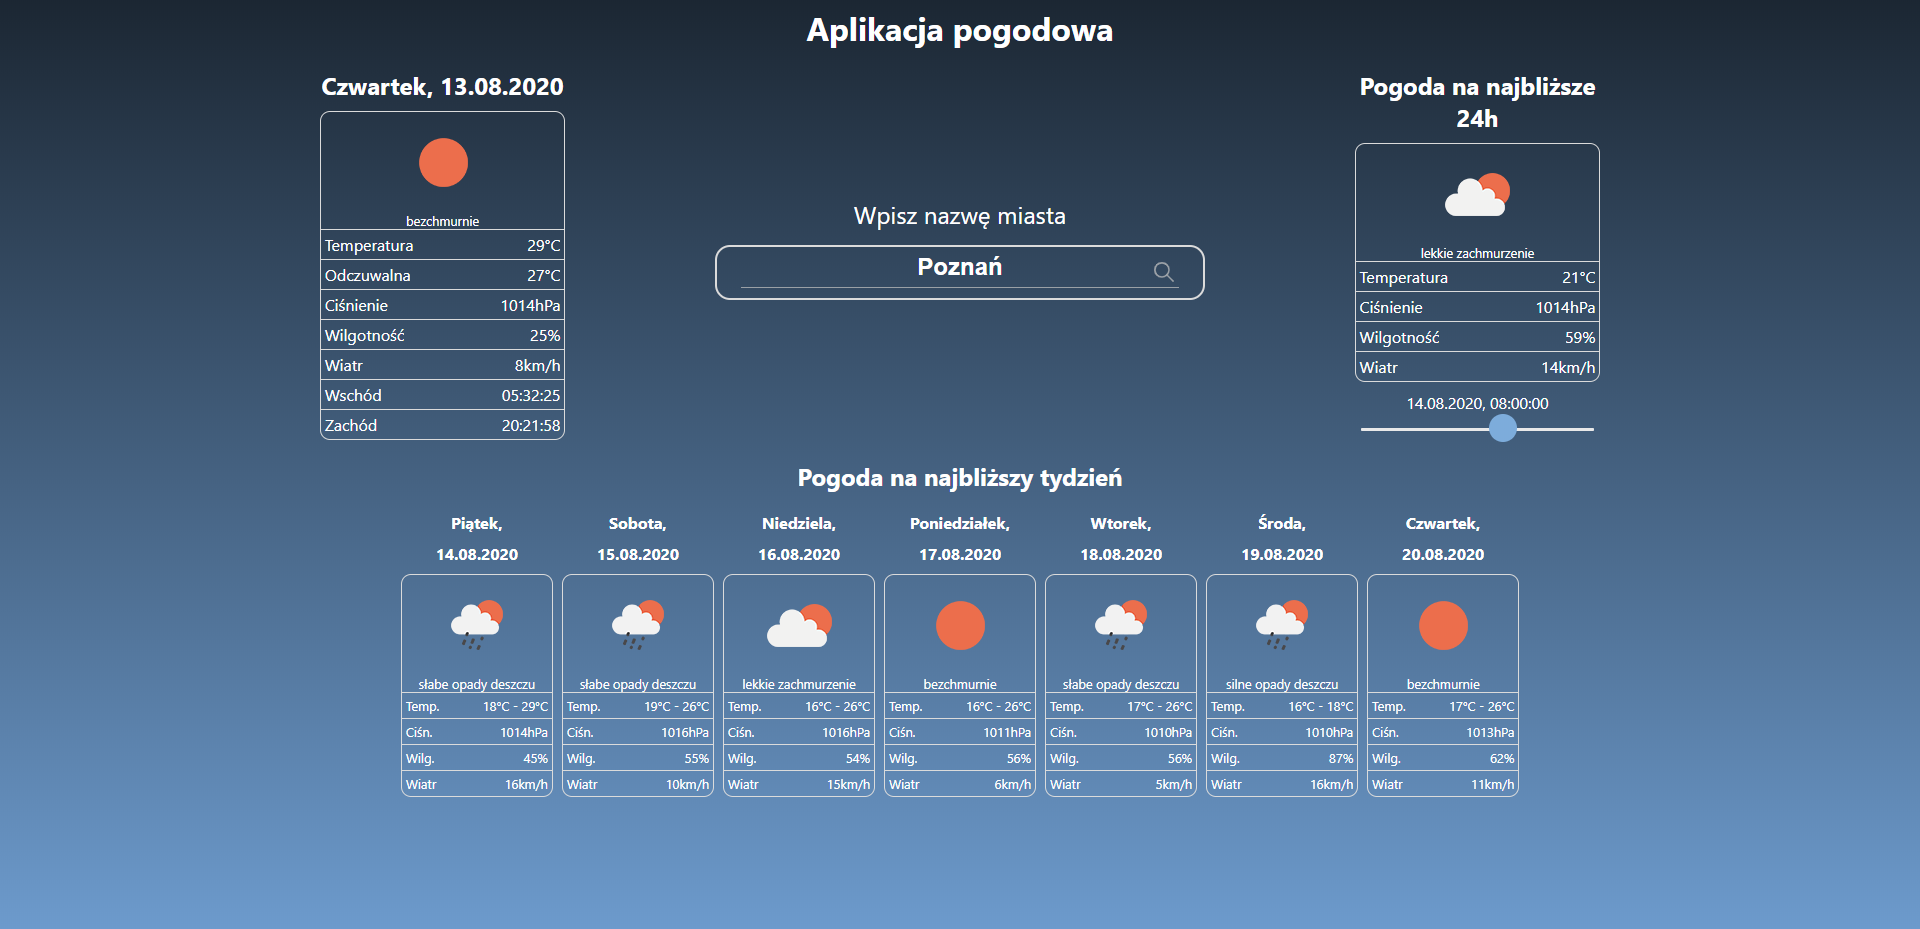 Aplikacja pogodowa
Czwartek, 13.08.2020
bezchmurnie
Temperatura 29°C
Odczuwalna 27°C
Ciśnienie 1014hPa
Wilgotność 25%
Wiatr 8km/h
Wschód 05:32:25
Zachód 20:21:58
Wpisz nazwę miasta
Poznań
Pogoda na najbliższe
24h
lekkie zachmurzenie
Temperatura 21°C
Ciśnienie 1014hPa
Wilgotność 59%
Wiatr 14km/h
14.08.2020, 08:00:00
Pogoda na najbliższy tydzień
Piątek,
14.08.2020
słabe opady deszczu
Temp. 18°C - 29°C
Ciśn. 1014hPa
Wilg. 45%
Wiatr 16km/h
Sobota,
15.08.2020
słabe opady deszczu
Temp. 19°C - 26°C
Ciśn. 1016hPa
Wilg. 55%
Wiatr 10km/h
Niedziela,
16.08.2020
lekkie zachmurzenie
Temp. 16°C - 26°C
Ciśn. 1016hPa
Wilg. 54%
Wiatr 15km/h
Poniedziałek,
17.08.2020
bezchmurnie
Temp. 16°C - 26°C
Ciśn. 1011hPa
Wilg. 56%
Wiatr 6km/h
Wtorek,
18.08.2020
słabe opady deszczu
Temp. 17°C - 26°C
Ciśn. 1010hPa
Wilg. 56%
Wiatr 5km/h
Środa,
19.08.2020
silne opady deszczu
Temp. 16°C - 18°C
Ciśn. 1010hPa
Wilg. 87%
Wiatr 16km/h
Czwartek,
20.08.2020
bezchmurnie
Temp. 17°C - 26°C
Ciśn. 1013hPa
Wilg. 62%
Wiatr 11km/h